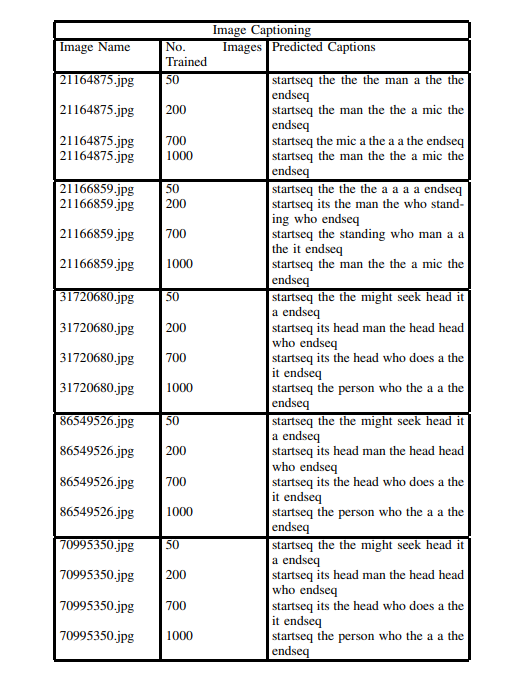 Image Captioning
Image Name No. Images Trained Predicted Captions
21164875.jpg 50 startseq the the the man a the the
endseq
21164875.jpg 200 startseq the man the the a mic the
endseq
21164875.jpg 700 startseq the mic a the a a the endseq
21164875.jpg 1000 startseq the man the the a mic the
endseq
21166859.jpg 50 startseq the the the a a a a endseq
21166859.jpg 200 startseq its the man the who stand-
ing who endseq
21166859.jpg 700 startseq the standing who man a a
the it endseq
21166859.jpg 1000 startseq the man the the a mic the
endseq
31720680.jpg 50 startseq the the might seek head it
a endseq
31720680.jpg 200 startseq its head man the head head
who endseq
31720680.jpg 700 startseq its the head who does a the
it endseq
31720680.jpg 1000 startseq the person who the a a the
endseq
86549526.jpg 50 startseq the the might seek head it
a endseq
86549526.jpg 200 startseq its head man the head head
who endseq
86549526.jpg 700 startseq its the head who does a the
it endseq
86549526.jpg 1000 startseq the person who the a a the
endseq
70995350.jpg 50 startseq the the might seek head it
a endseq
70995350.jpg 200 startseq its head man the head head
who endseq
70995350.jpg 700 startseq its the head who does a the
it endseq
70995350.jpg 1000 startseq the person who the a a the
endseq